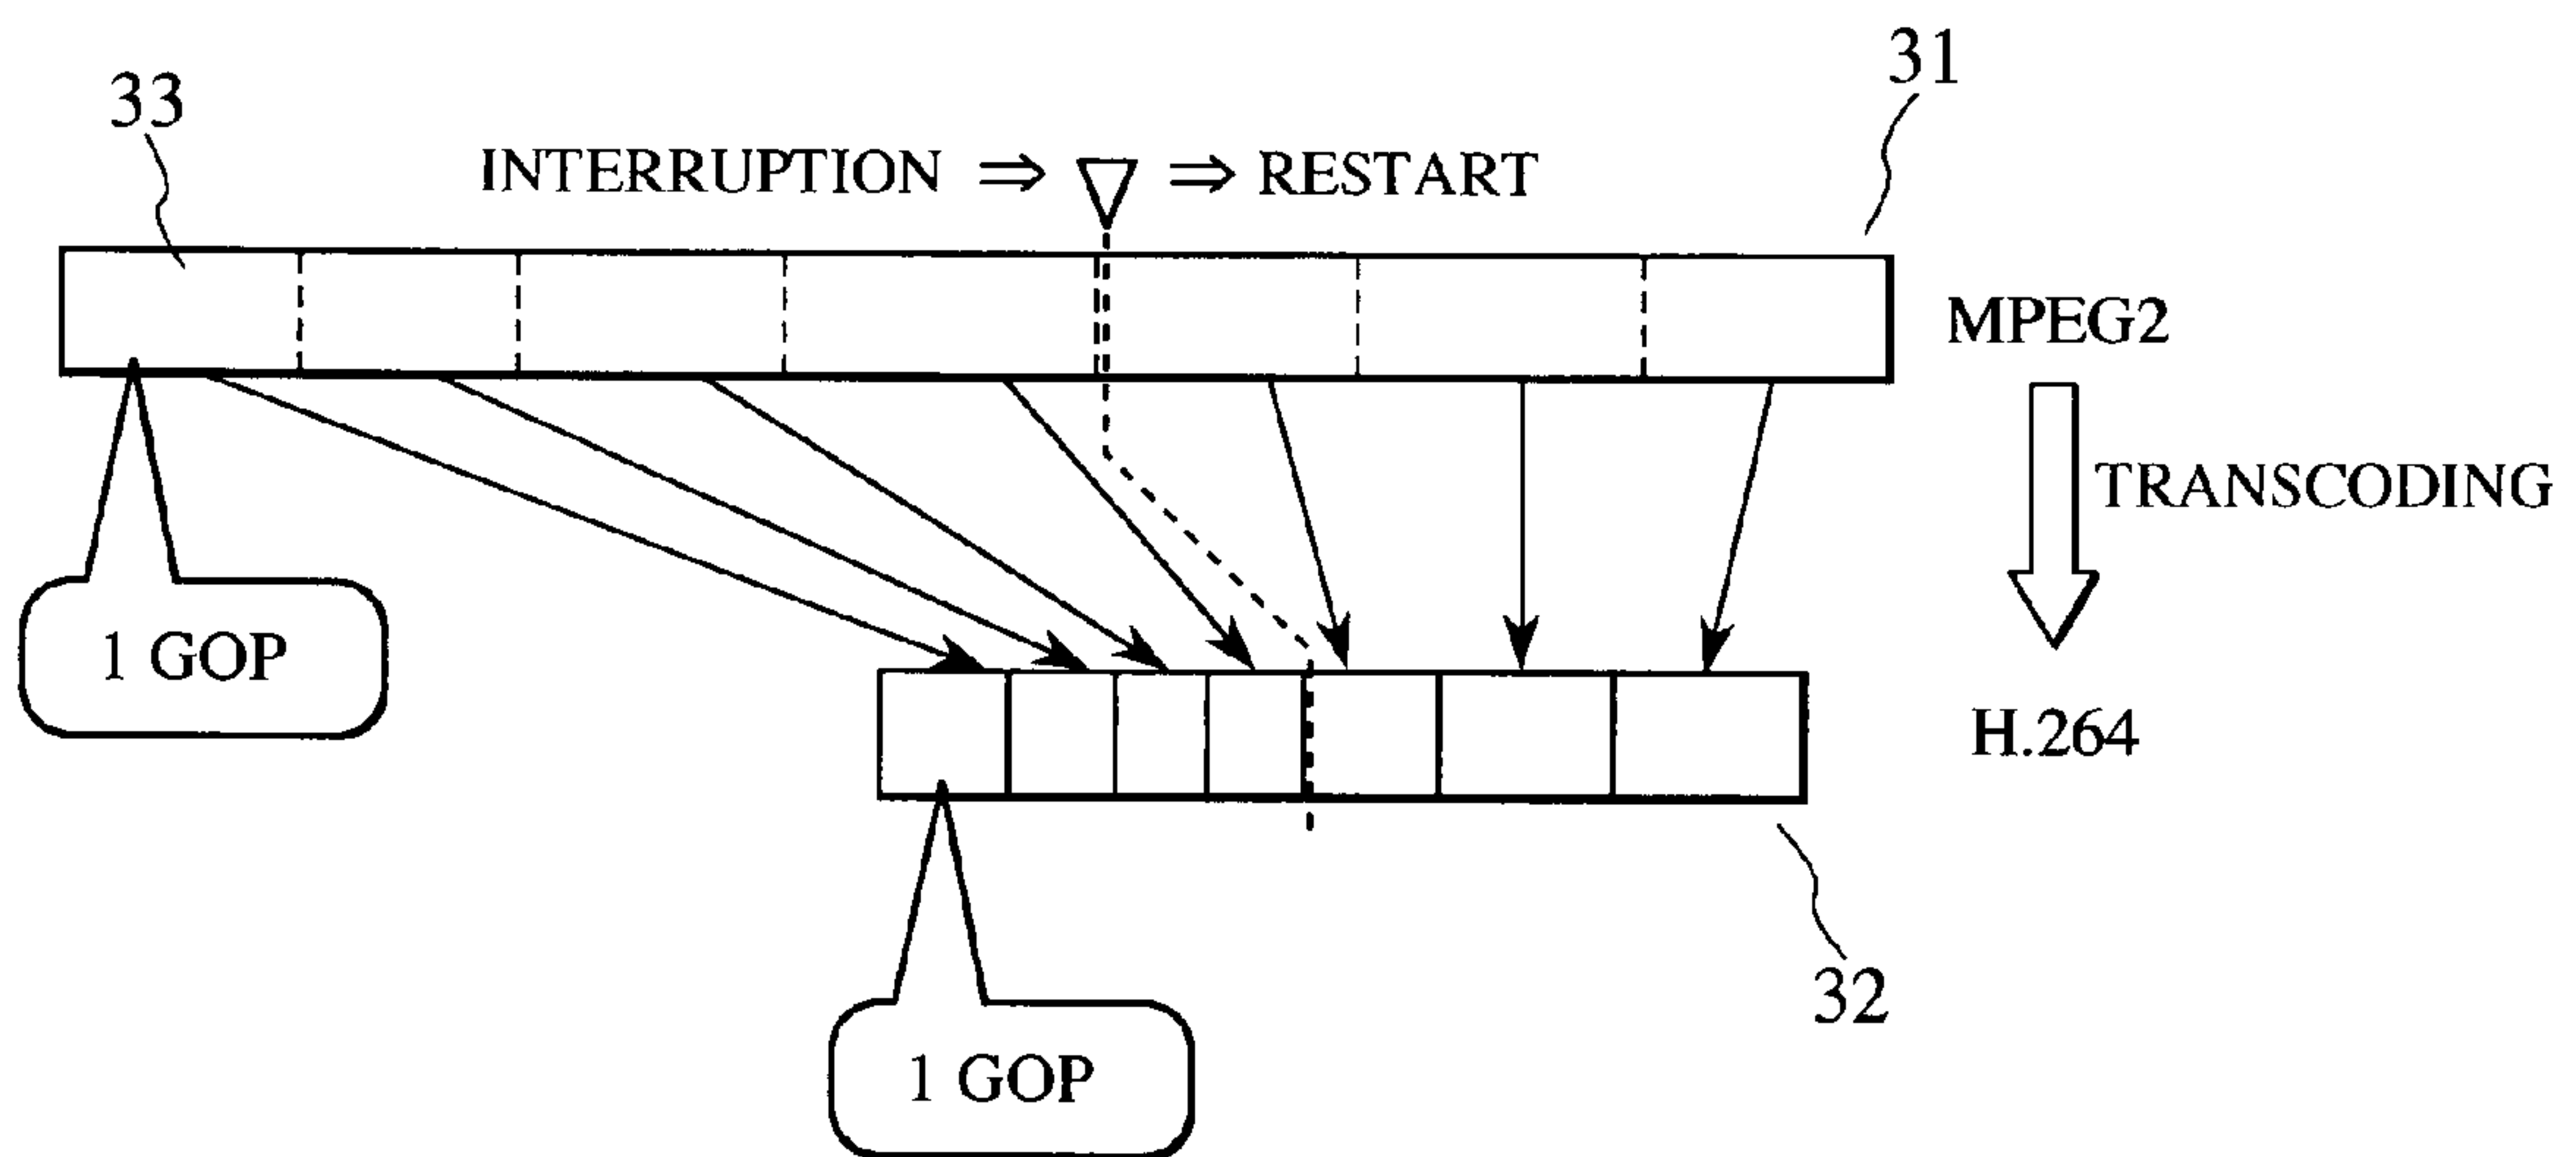 31
33
INTERRUPTION ⇒ ▽ ⇒ RESTART
MPEG2
TRANSCODING
1 GOP
H.264
32
1 GOP